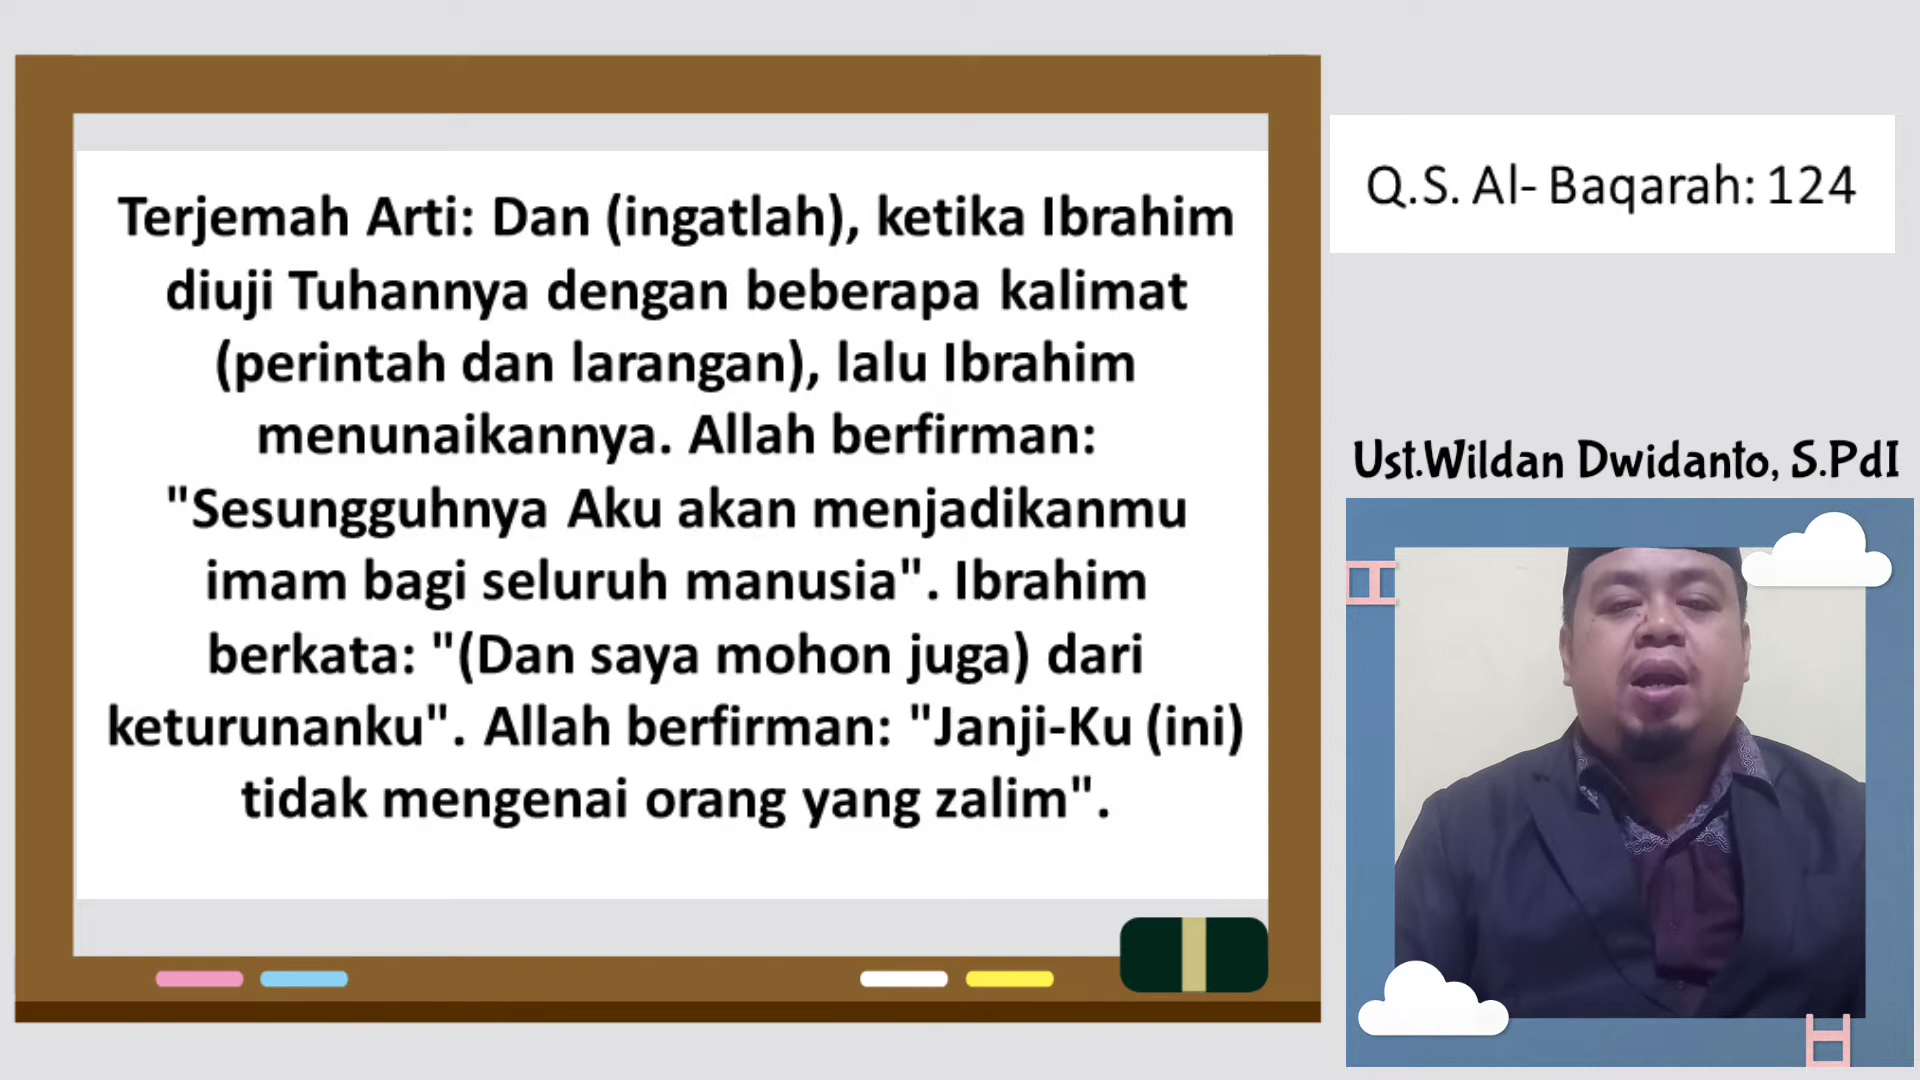 Terjemah Arti: Dan (ingatlah), ketika Ibrahim
diuji Tuhannya dengan beberapa kalimat
(perintah dan larangan), lalu Ibrahim
menunaikannya. Allah berfirman:
"Sesungguhnya Aku akan menjadikanmu
imam bagi seluruh manusia". Ibrahim
berkata: "(Dan saya mohon juga) dari
keturunanku". Allah berfirman: "Janji-Ku (ini)
tidak mengenai orang yang zalim".
Q.S. Al- Baqarah: 124
Ust.Wildan Dwidanto, S.PdI